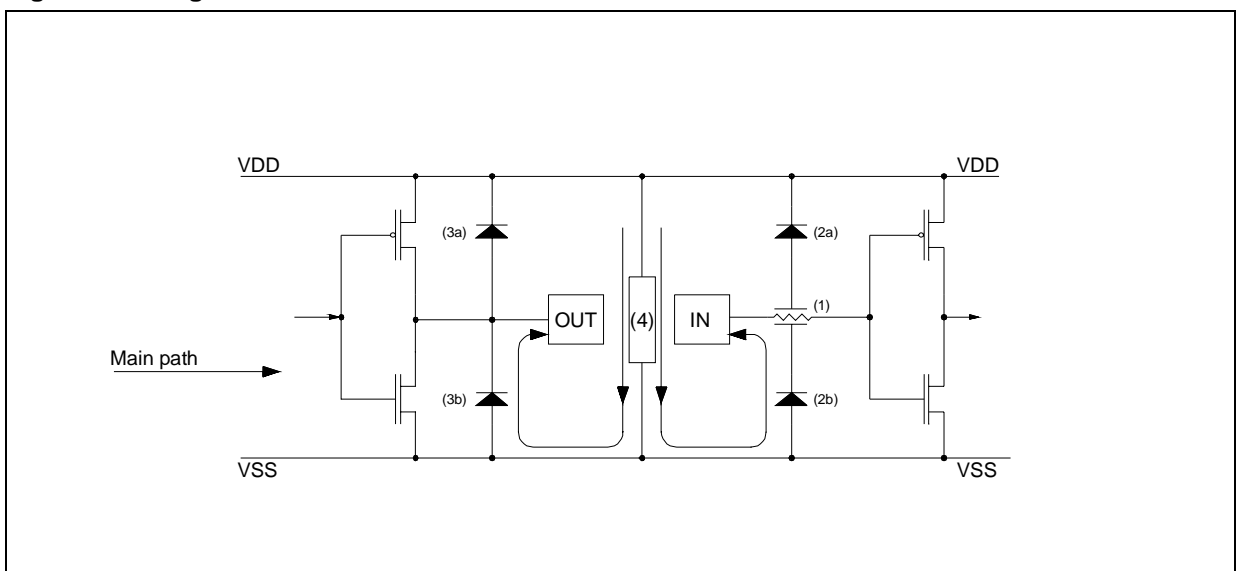 VDD VDD
(3a) (2a)
(1)
OUT (4) IN
Main path
(3b) (2b)
VSS VSS